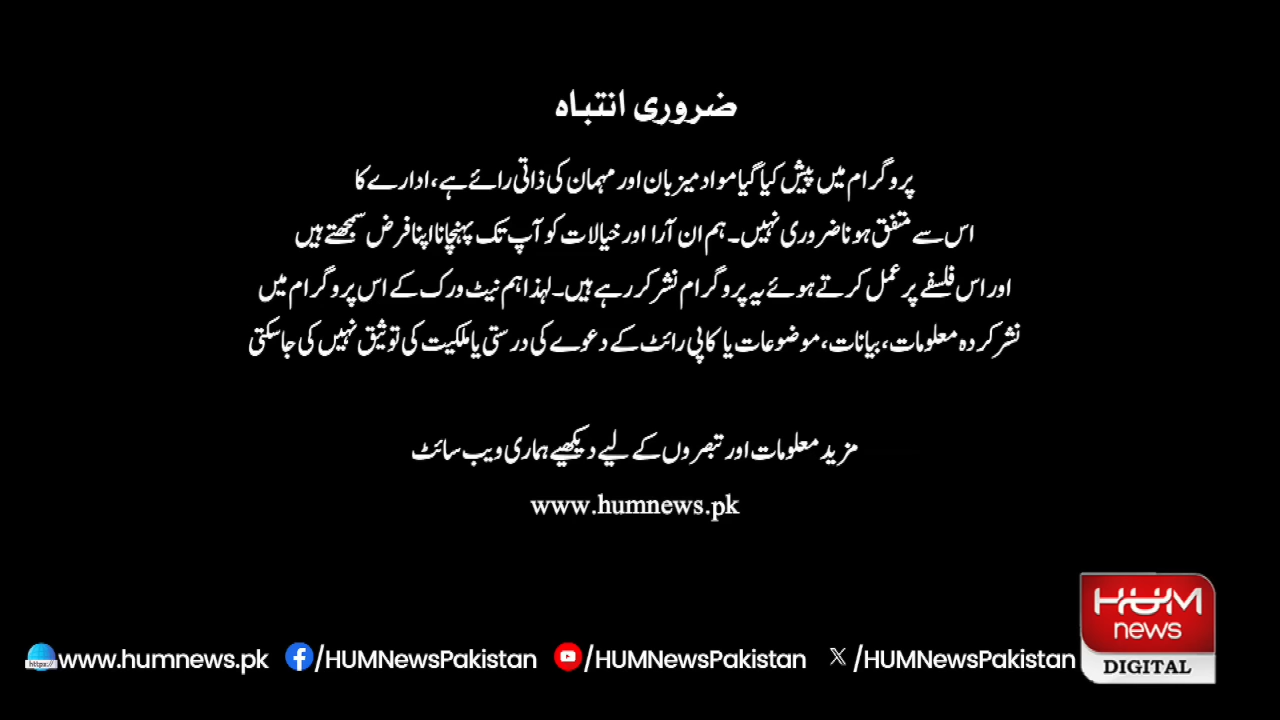 ضروری انتباہ
پروگرام میں پیش کیا گیا مواد میزبان اور مہمان کی ذاتی رائے ہے، ادارے کا
اس سے متفق ہونا ضروری نہیں۔ ہم ان آرا اور خیالات کو آپ تک پہنچانا اپنا فرض سمجھتے ہیں
اور اس فلسفے پر عمل کرتے ہوئے یہ پروگرام نشر کر رہے ہیں۔ لہذا ہم نیٹ ورک کے اس پروگرام میں
نشر کردہ معلومات، بیانات، موضوعات یا کاپی رائٹ کے دعوے کی درستی یا ملکیت کی توثیق نہیں کی جاسکتی
مزید معلومات اور تبصروں کے لیے دیکھیے ہماری ویب سائٹ
www.humnews.pk
HUM
news
DIGITAL
https:// www.humnews.pk /HUMNewsPakistan /HUMNewsPakistan X /HUMNewsPakistan